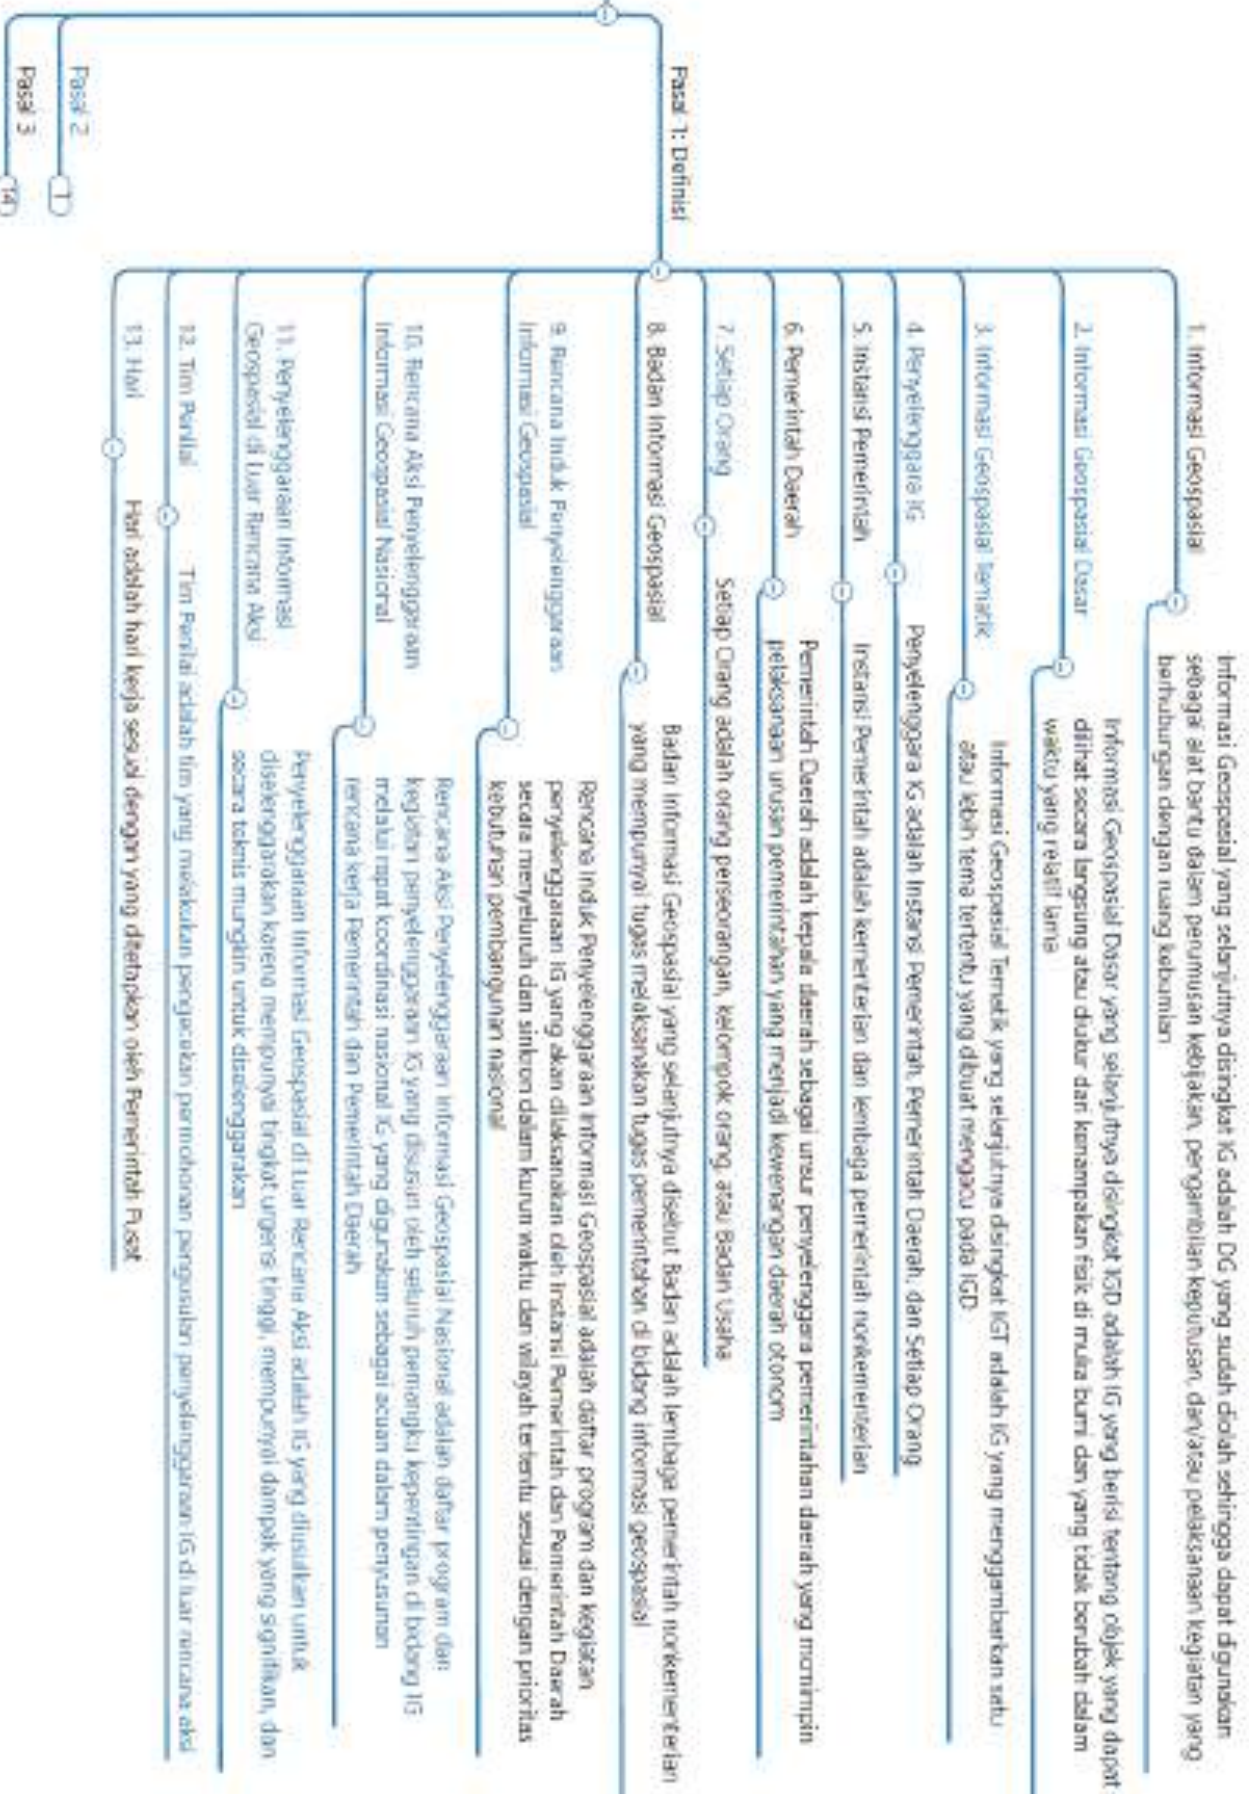 Pasal 1: Definisi
1. Informasi Geospasial
Informasi Geospasial yang selanjutnya disingkat IG adalah DG yang sudah diolah sehingga dapat digunakan
sebagai alat bantu dalam perumusan kebijakan, pengambilan keputusan, dan/atau pelaksanaan kegiatan yang
berhubungan dengan ruang kebumian
2. Informasi Geospasial Dasar
Informasi Geospasial Dasar yang selanjutnya disingkat IGD adalah IG yang berisi tentang objek yang dapat
dilihat secara langsung atau diukur dari kenampakan fisik di muka bumi dan yang tidak berubah dalam
waktu yang relatif lama
3. Informasi Geospasial Tematik
Informasi Geospasial Tematik yang selanjutnya disingkat IGT adalah IG yang menggambarkan satu
atau lebih tema tertentu yang dibuat mengacu pada IGD
4. Penyelenggara IG
Penyelenggara IG adalah Instansi Pemerintah, Pemerintah Daerah, dan Setiap Orang
5. Instansi Pemerintah
Instansi Pemerintah adalah kementerian dan lembaga pemerintah nonkementerian
6. Pemerintah Daerah
Pemerintah Daerah adalah kepala daerah sebagai unsur penyelenggara pemerintahan daerah yang memimpin
pelaksanaan urusan pemerintahan yang menjadi kewenangan daerah otonom
7. Setiap Orang
Setiap Orang adalah orang perseorangan, kelompok orang, atau Badan Usaha
8. Badan Informasi Geospasial
Badan Informasi Geospasial yang selanjutnya disebut Badan adalah lembaga pemerintah nonkementerian
yang mempunyai tugas melaksanakan tugas pemerintahan di bidang informasi geospasial
9. Rencana Induk Penyelenggaraan
Informasi Geospasial
Rencana Induk Penyelenggaraan Informasi Geospasial adalah daftar program dan kegiatan
penyelenggaraan IG yang akan dilaksanakan oleh Instansi Pemerintah dan Pemerintah Daerah
secara menyeluruh dan sinkron dalam kurun waktu dan wilayah tertentu sesuai dengan prioritas
kebutuhan pembangunan nasional
10. Rencana Aksi Penyelenggaraan
Informasi Geospasial Nasional
Rencana Aksi Penyelenggaraan Informasi Geospasial Nasional adalah daftar program dan
kegiatan penyelenggaraan IG yang disusun oleh seluruh pemangku kepentingan di bidang IG
melalui rapat koordinasi nasional IG yang digunakan sebagai acuan dalam penyusunan
rencana kerja Pemerintah dan Pemerintah Daerah
11. Penyelenggaraan Informasi
Geospasial di Luar Rencana Aksi
Penyelenggaraan Informasi Geospasial di Luar Rencana Aksi adalah IG yang diusulkan untuk
diselenggarakan karena mempunyai tingkat urgensi tinggi, mempunyai dampak yang signifikan, dan
secara teknis mungkin untuk diselenggarakan
12. Tim Penilai
Tim Penilai adalah tim yang melakukan pengecekan permohonan pengusulan penyelenggaraan IG di luar rencana aksi
13. Hari
Hari adalah hari kerja sesuai dengan yang ditetapkan oleh Pemerintah Pusat
Pasal 2
1
Pasal 3
14